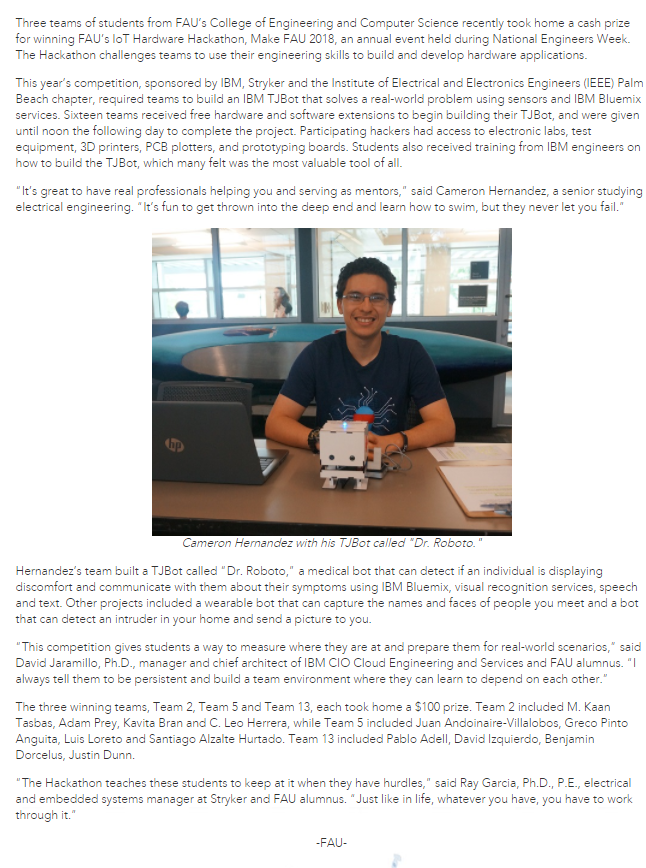 Three teams of students from FAU's College of Engineering and Computer Science recently took home a cash prize
for winning FAU's IoT Hardware Hackathon, Make FAU 2018, an annual event held during National Engineers Week.
The Hackathon challenges teams to use their engineering skills to build and develop hardware applications.
This year's competition, sponsored by IBM, Stryker and the Institute of Electrical and Electronics Engineers (IEEE) Palm
Beach chapter, required teams to build an IBM TJBot that solves a real-world problem using sensors and IBM Bluemix
services. Sixteen teams received free hardware and software extensions to begin building their TJBot, and were given
until noon the following day to complete the project. Participating hackers had access to electronic labs, test
equipment, 3D printers, PCB plotters, and prototyping boards. Students also received training from IBM engineers on
how to build the TJBot, which many felt was the most valuable tool of all.
"It's great to have real professionals helping you and serving as mentors," said Cameron Hernandez, a senior studying
electrical engineering. "It's fun to get thrown into the deep end and learn how to swim, but they never let you fail."
hp
Cameron Hernandez with his TJBot called "Dr. Roboto."
Hernandez's team built a TJBot called "Dr. Roboto," a medical bot that can detect if an individual is displaying
discomfort and communicate with them about their symptoms using IBM Bluemix, visual recognition services, speech
and text. Other projects included a wearable bot that can capture the names and faces of people you meet and a bot
that can detect an intruder in your home and send a picture to you.
"This competition gives students a way to measure where they are at and prepare them for real-world scenarios," said
David Jaramillo, Ph.D., manager and chief architect of IBM CIO Cloud Engineering and Services and FAU alumnus. "I
always tell them to be persistent and build a team environment where they can learn to depend on each other."
The three winning teams, Team 2, Team 5 and Team 13, each took home a $100 prize. Team 2 included M. Kaan
Tasbas, Adam Prey, Kavita Bran and C. Leo Herrera, while Team 5 included Juan Andoinaire-Villalobos, Greco Pinto
Anguita, Luis Loreto and Santiago Alzalte Hurtado. Team 13 included Pablo Adell, David Izquierdo, Benjamin
Dorcelus, Justin Dunn.
"The Hackathon teaches these students to keep at it when they have hurdles," said Ray Garcia, Ph.D., P.E., electrical
and embedded systems manager at Stryker and FAU alumnus. "Just like in life, whatever you have, you have to work
through it."
-FAU-